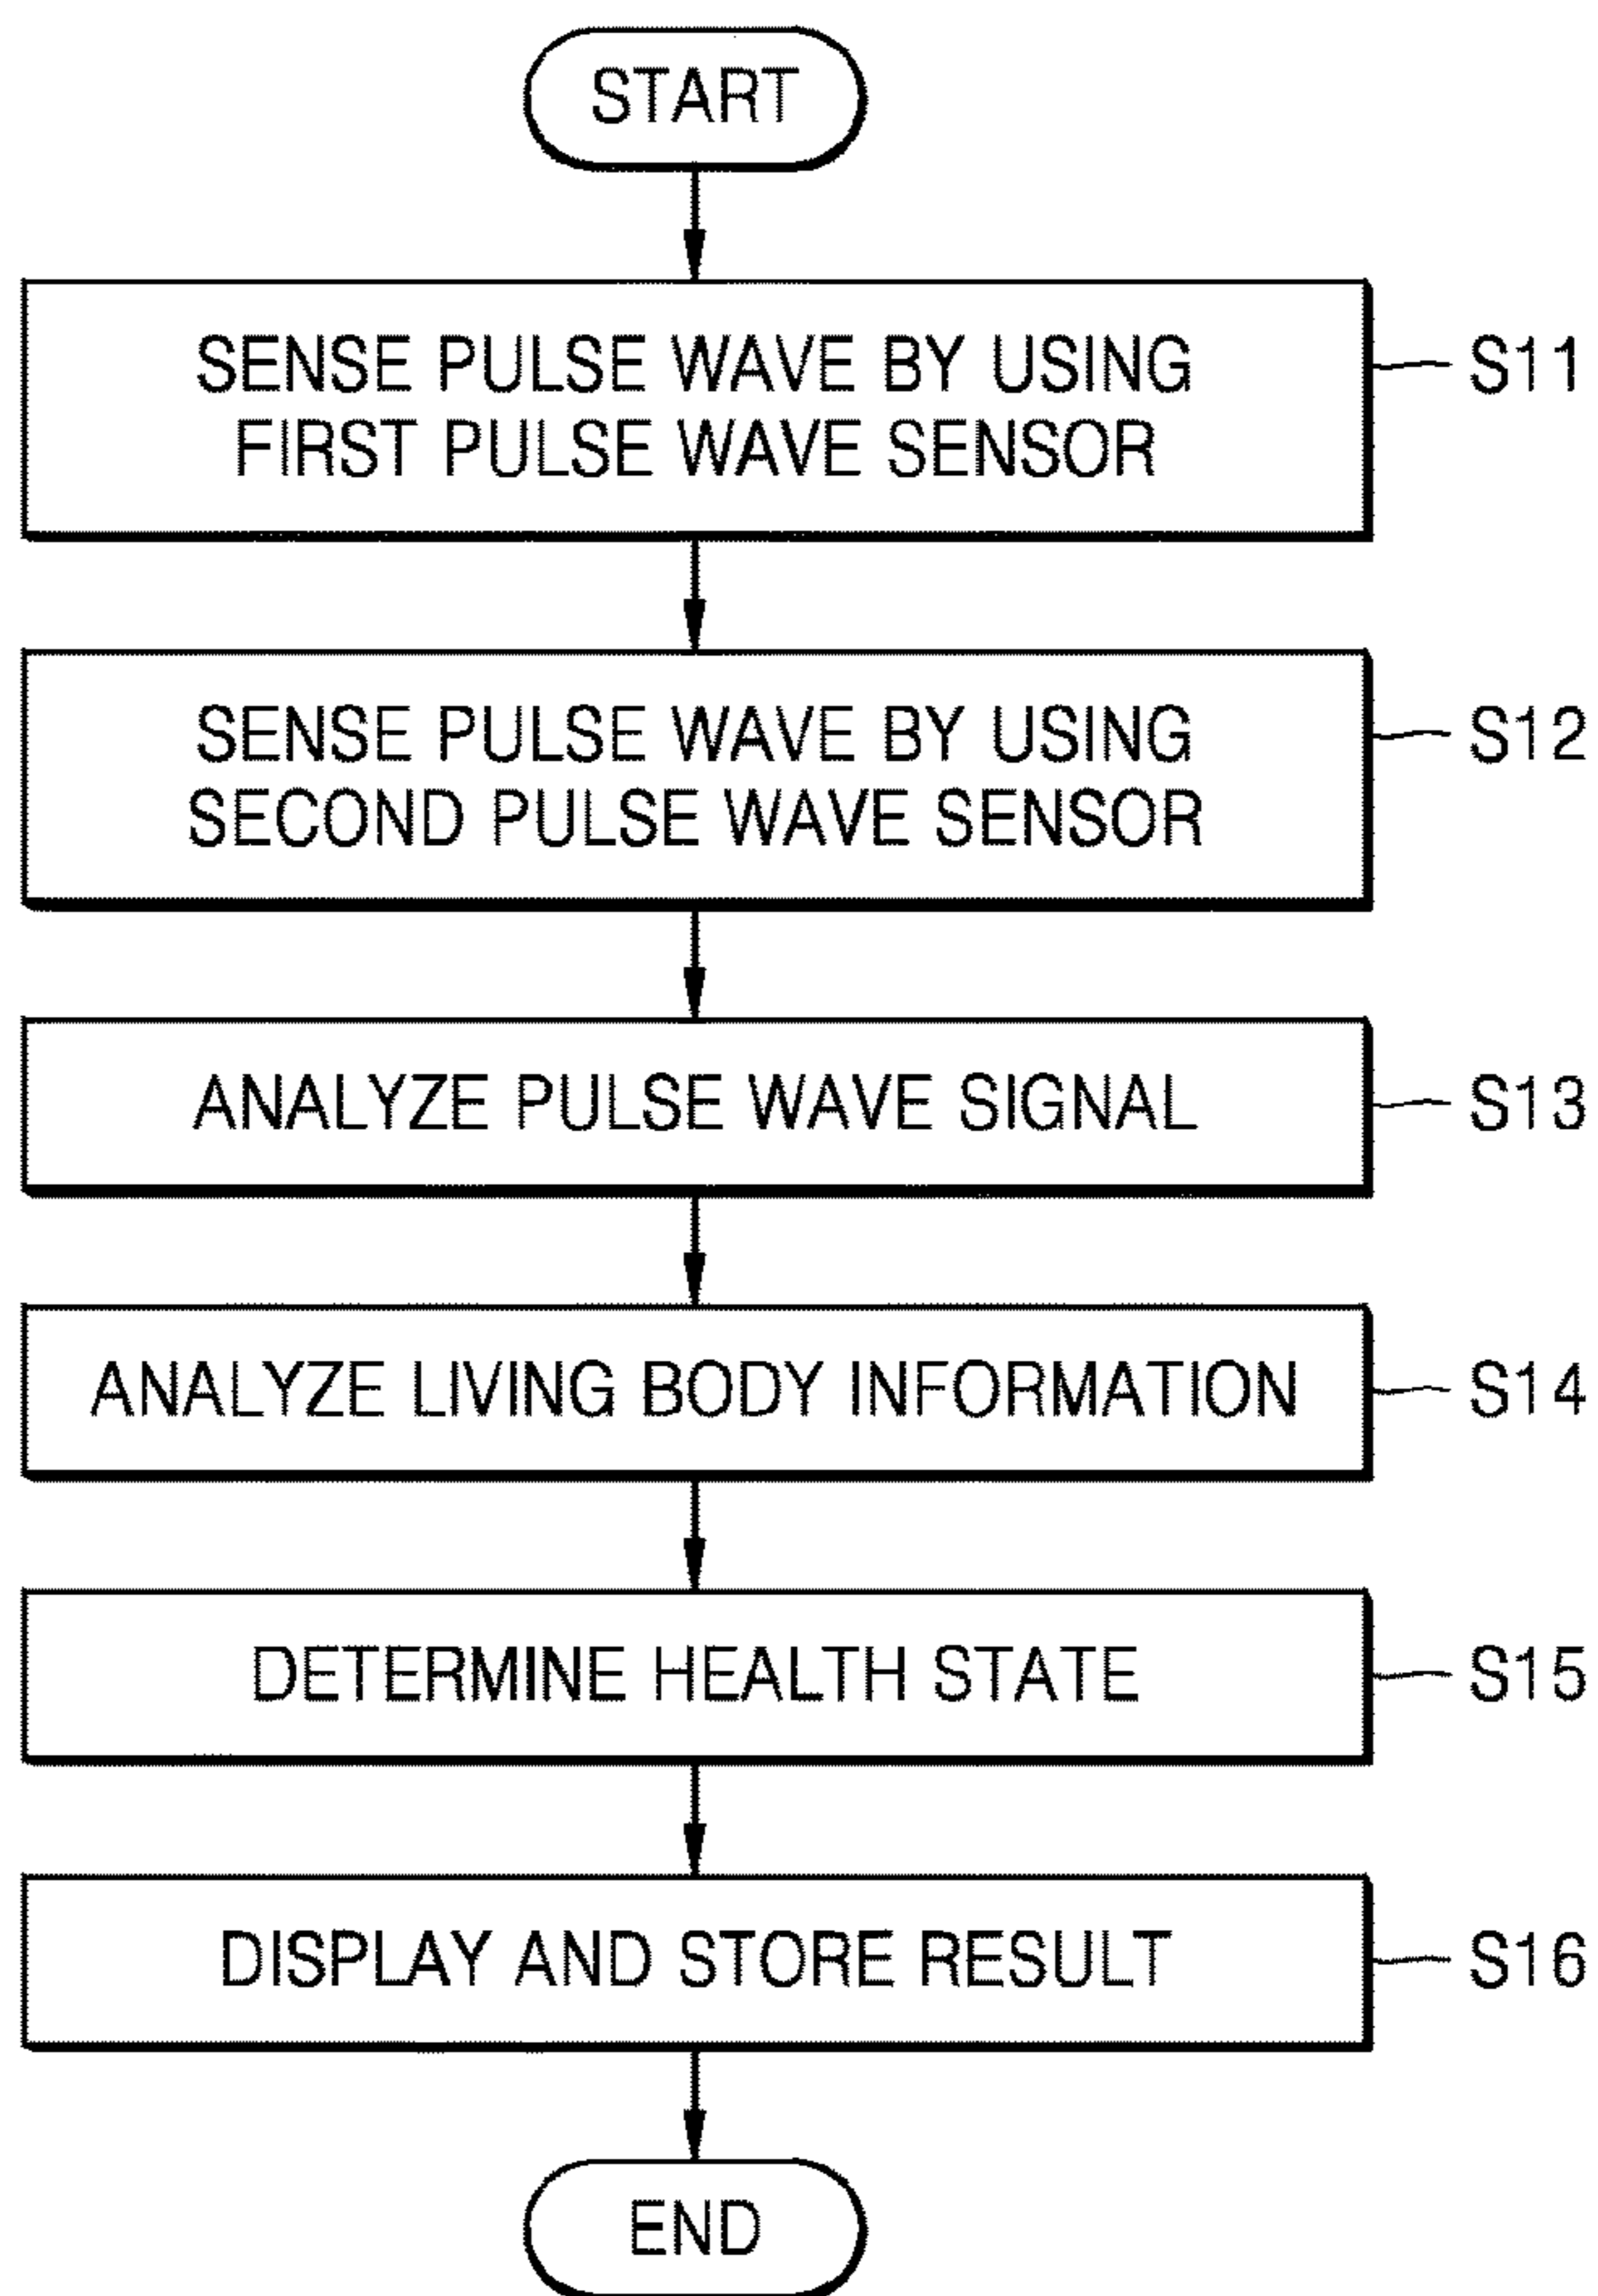 START
SENSE PULSE WAVE BY USING
FIRST PULSE WAVE SENSOR
S11
SENSE PULSE WAVE BY USING
SECOND PULSE WAVE SENSOR
S12
ANALYZE PULSE WAVE SIGNAL
S13
ANALYZE LIVING BODY INFORMATION
S14
DETERMINE HEALTH STATE
S15
DISPLAY AND STORE RESULT
S16
END